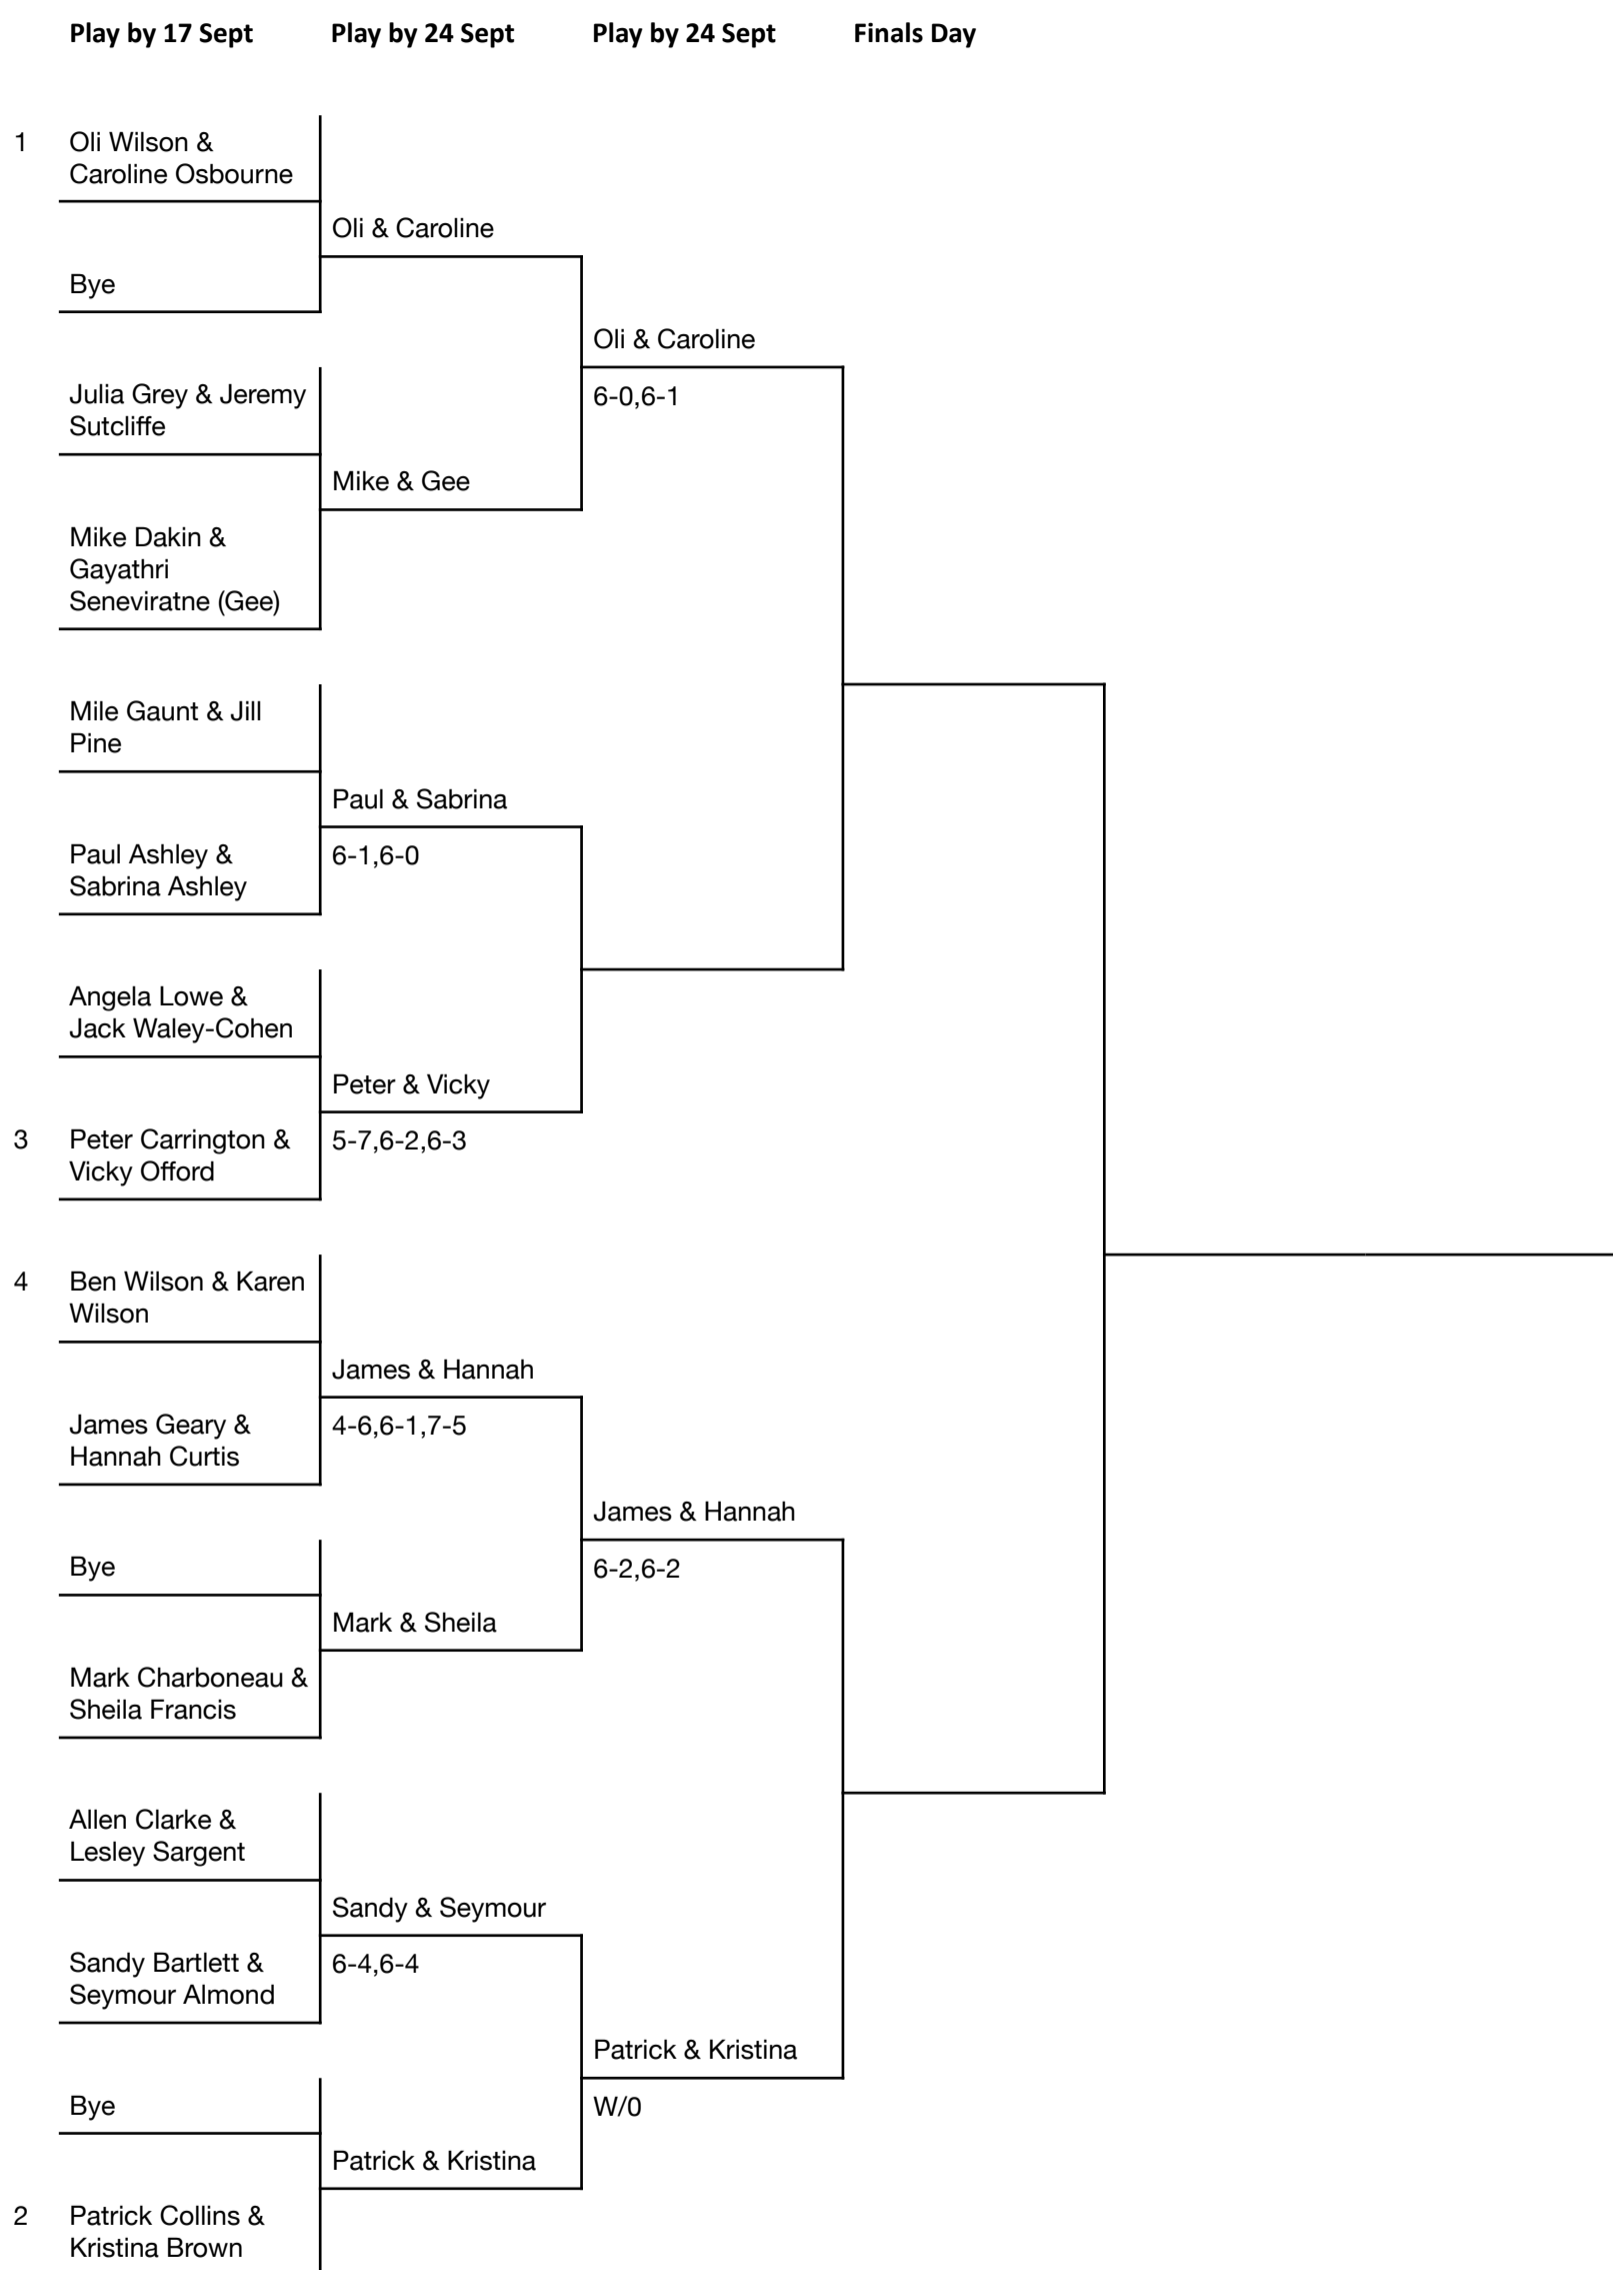 Play by 17 Sept Play by 24 Sept Play by 24 Sept Finals Day
1 Oli Wilson &
Caroline Osbourne
Oli & Caroline
Bye
Oli & Caroline
6-0,6-1
Julia Grey & Jeremy
Sutcliffe
Mike & Gee
Mike Dakin &
Gayathri
Seneviratne (Gee)
Mile Gaunt & Jill
Pine
Paul & Sabrina
6-1,6-0
Paul Ashley &
Sabrina Ashley
Angela Lowe &
Jack Waley-Cohen
Peter & Vicky
5-7,6-2,6-3
3 Peter Carrington &
Vicky Offord
4 Ben Wilson & Karen
Wilson
James & Hannah
4-6,6-1,7-5
James Geary &
Hannah Curtis
James & Hannah
6-2,6-2
Bye
Mark & Sheila
Mark Charboneau &
Sheila Francis
Allen Clarke &
Lesley Sargent
Sandy & Seymour
6-4,6-4
Sandy Bartlett &
Seymour Almond
Patrick & Kristina
W/0
Bye
Patrick & Kristina
2 Patrick Collins &
Kristina Brown